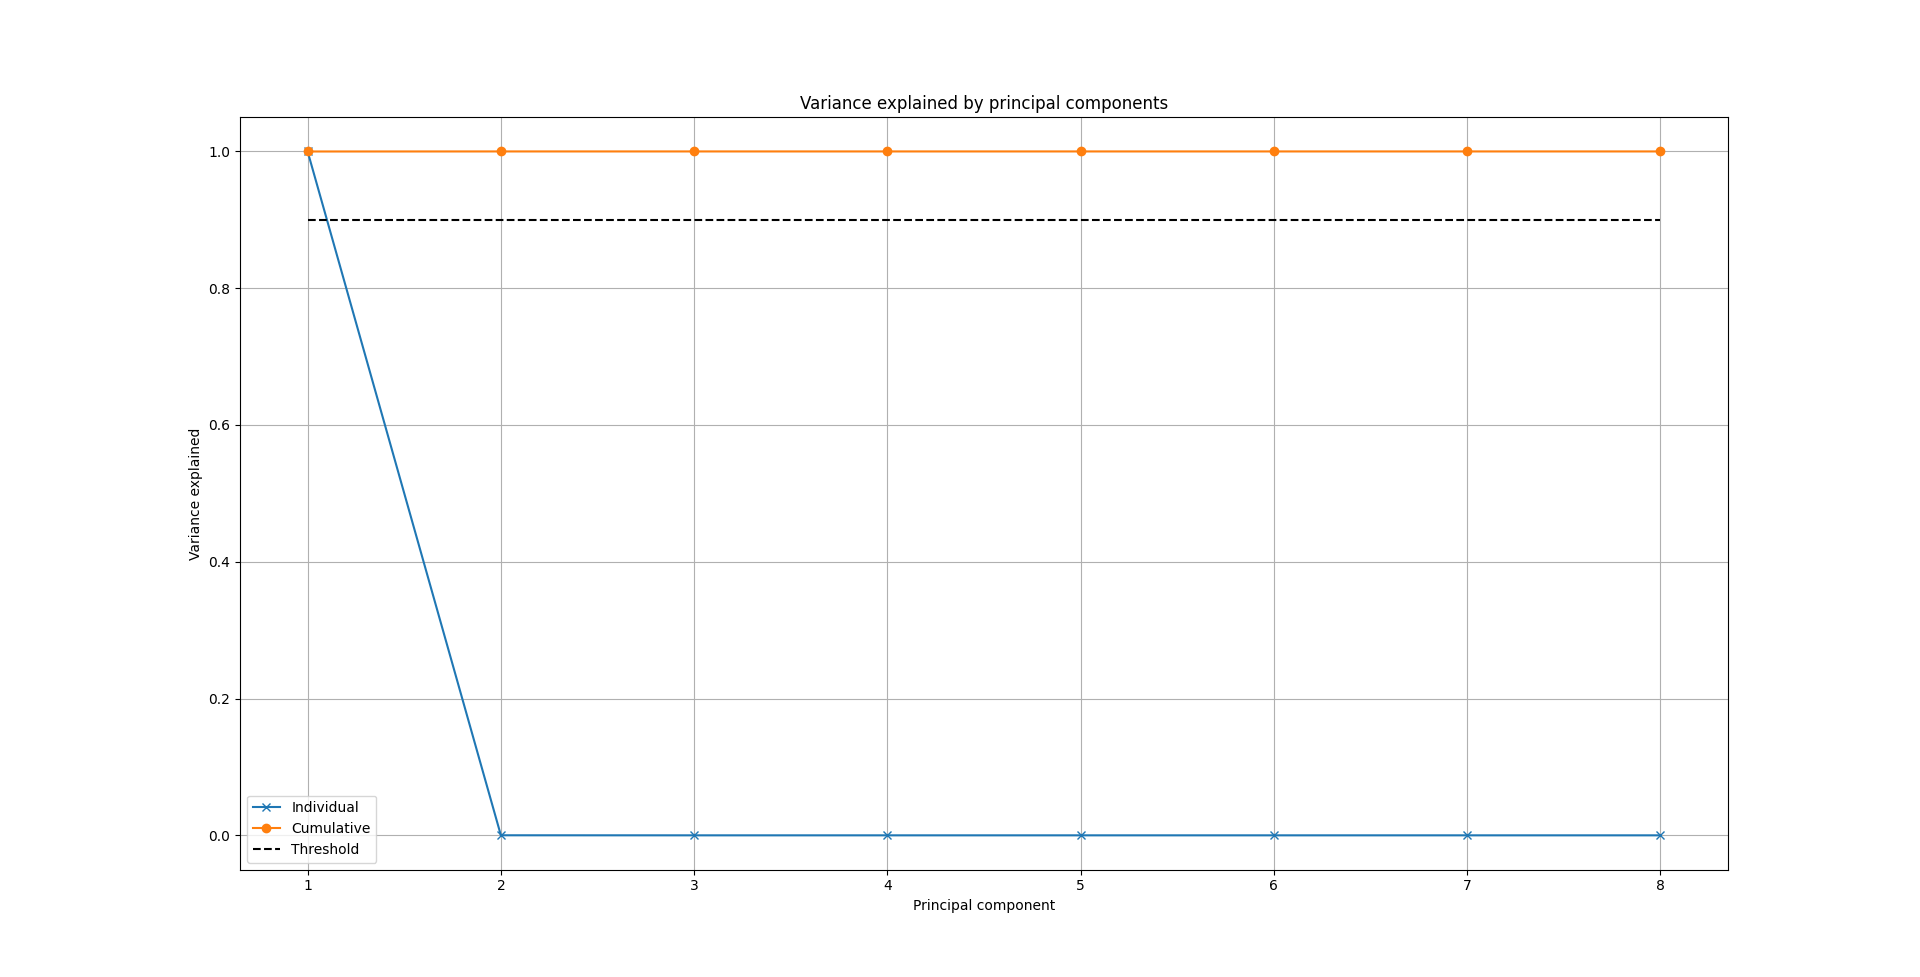 Variance explained by principal components
1.0
0.8
0.6
0.4
0.2
0.0
Variance explained
Individual
Cumulative
Threshold
1 2 3 4 5 6 7 8
Principal component